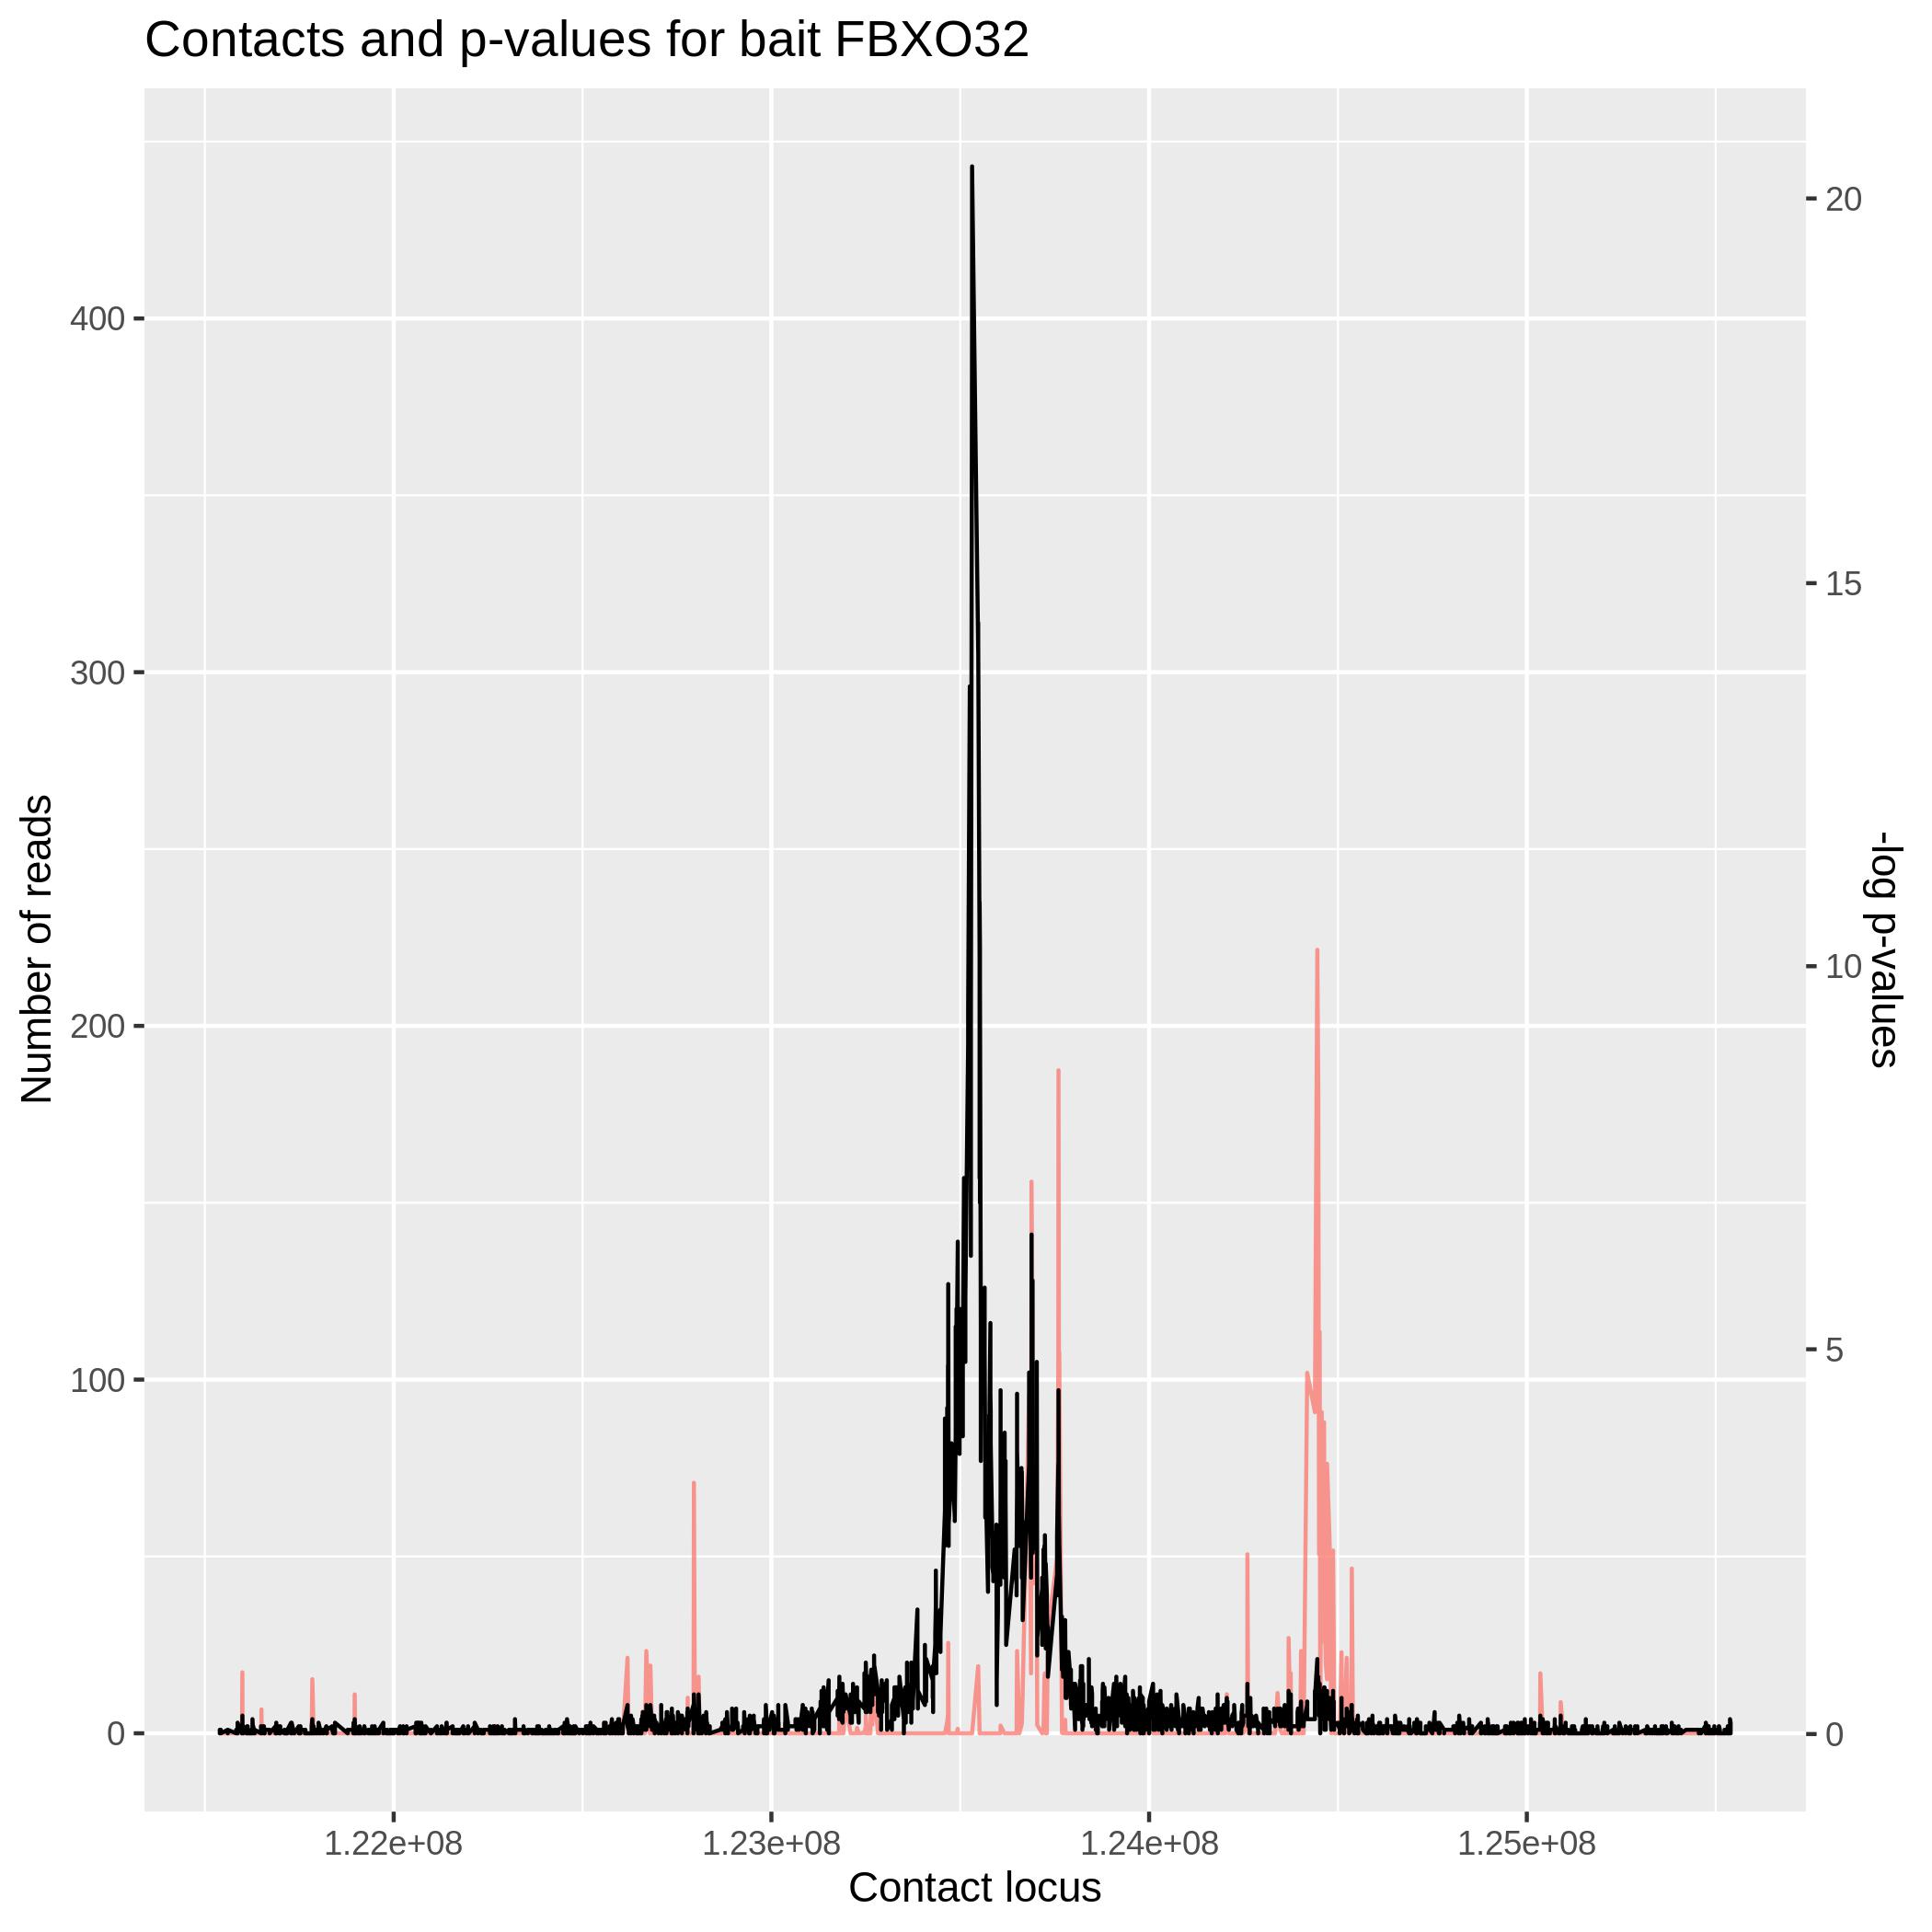 Contacts and p-values for bait FBXO32
Number of reads
400
300
200
100
0
20
15
10
5
0
-log p-values
1.22e+08
1.23e+08
1.24e+08
1.25e+08
Contact locus